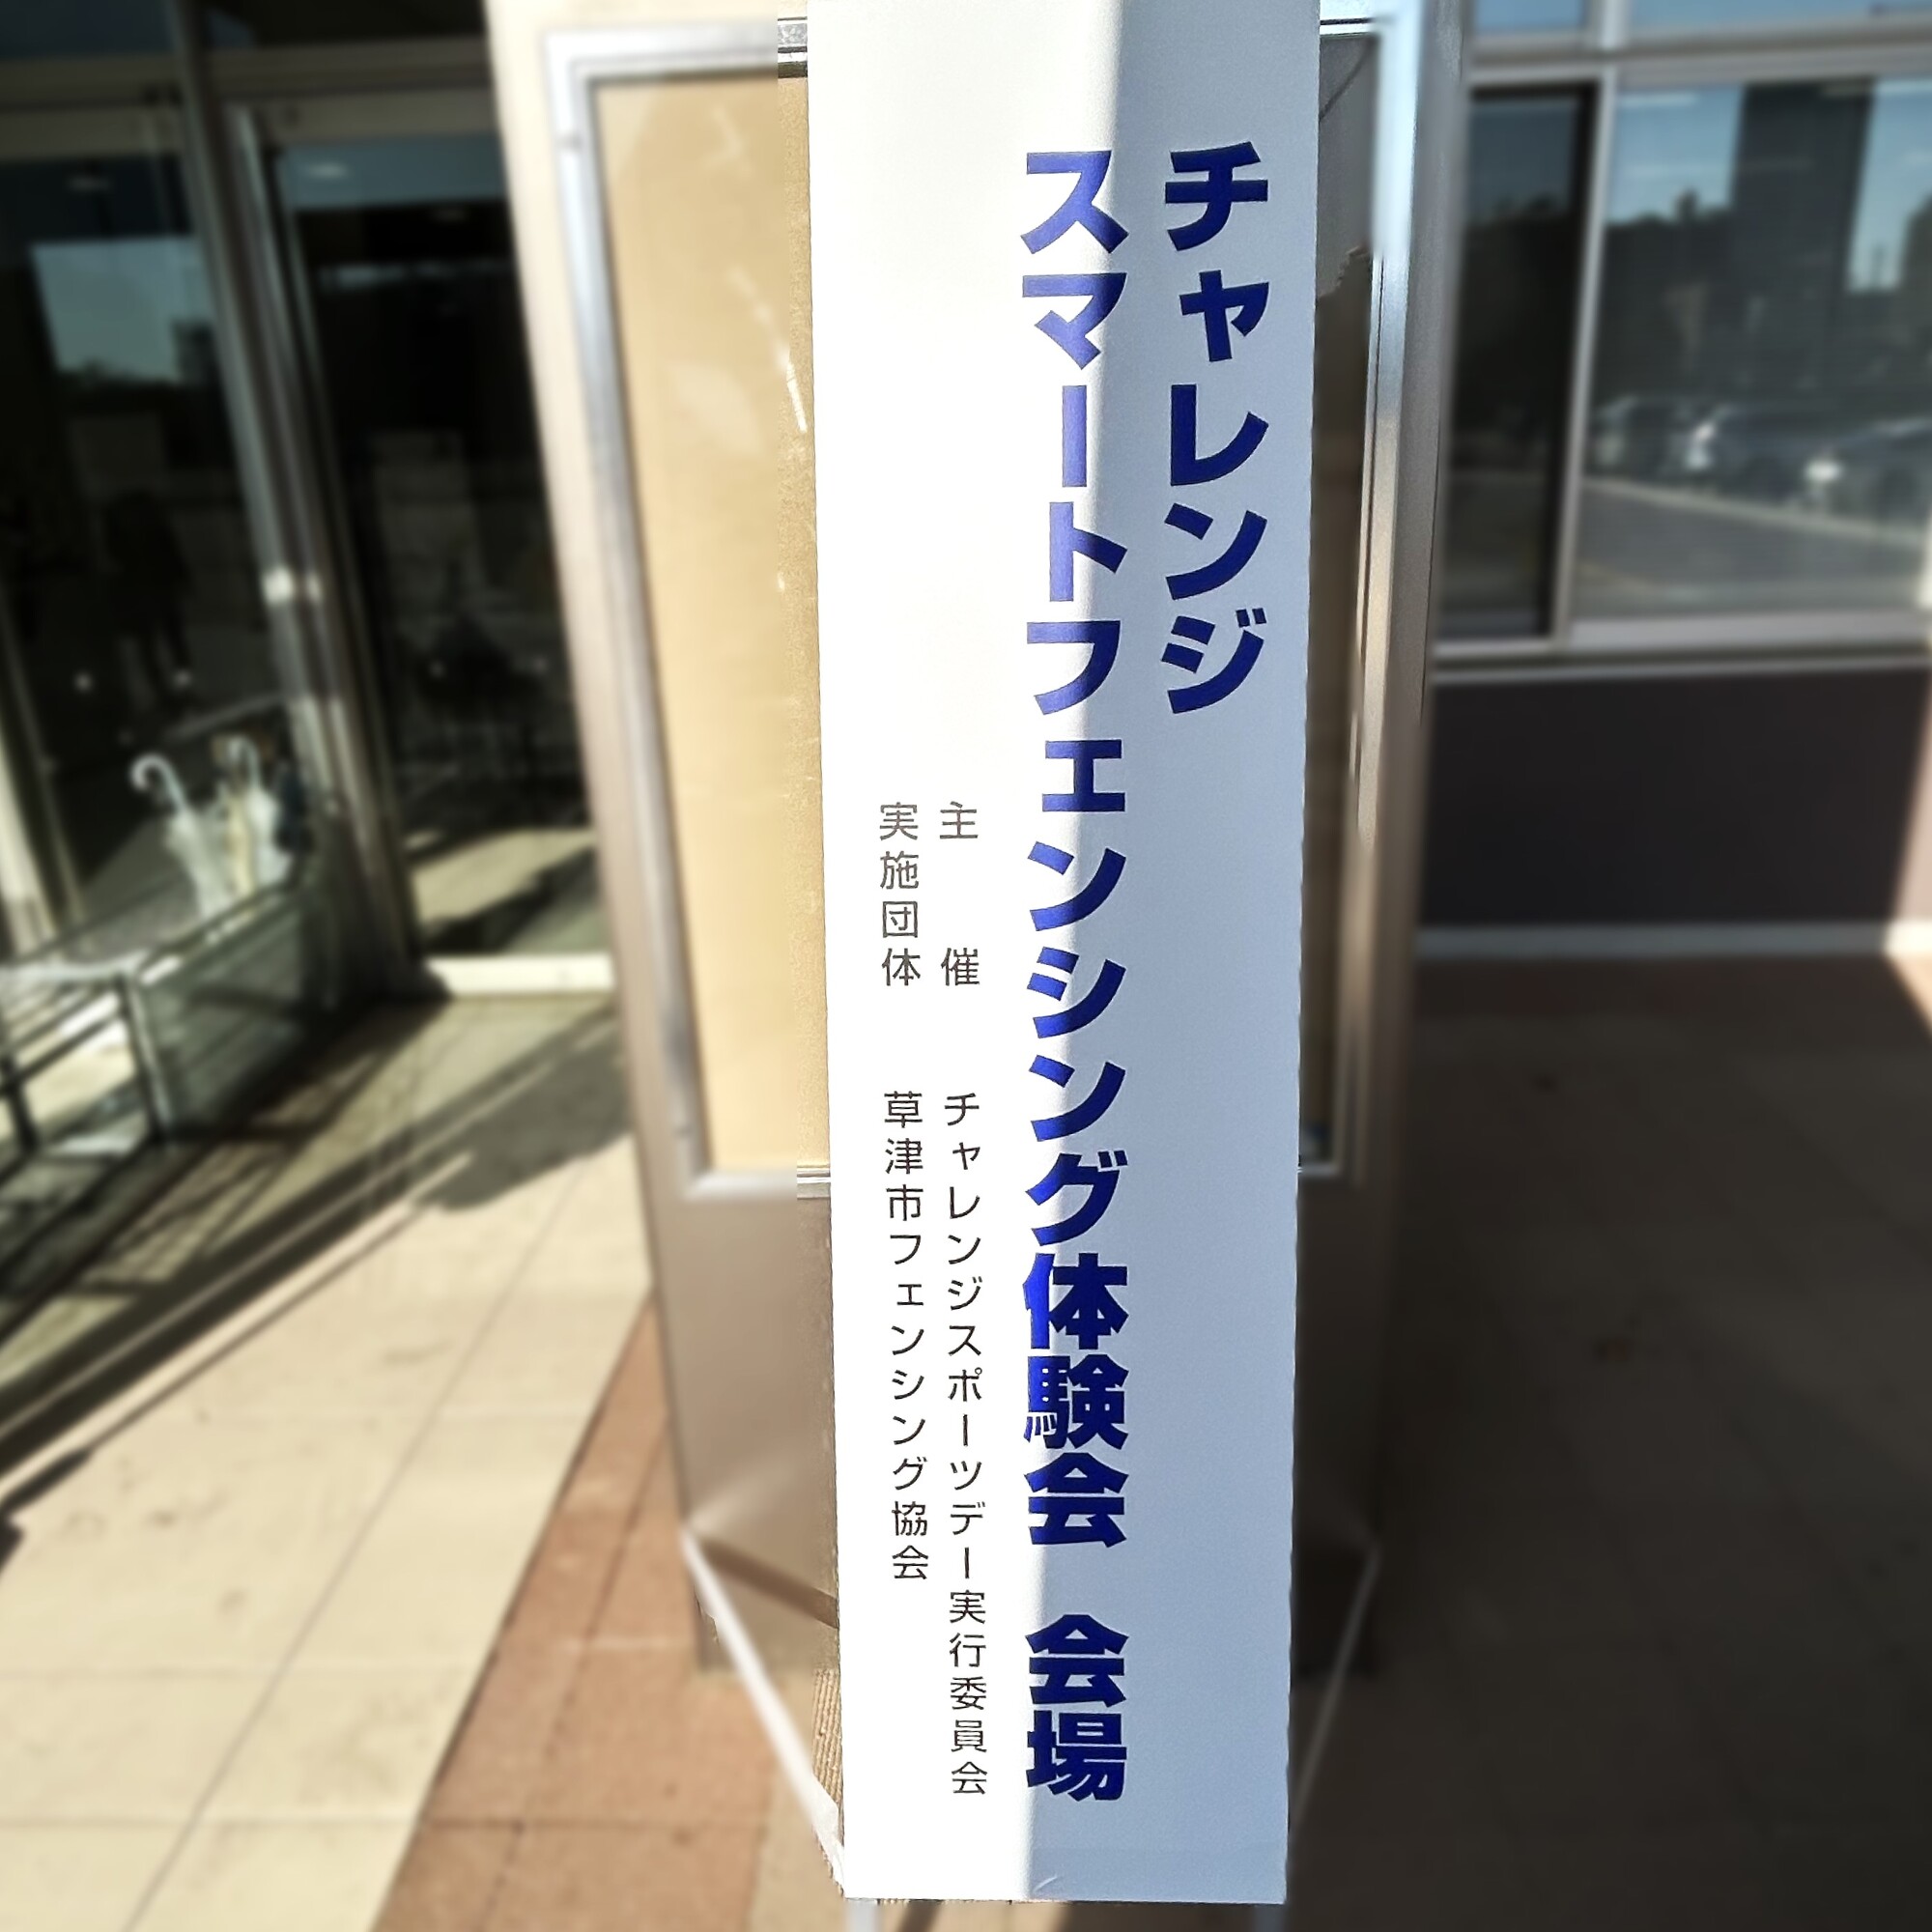 チャレンジ
スマートフェンシング体験会　会場
主　催　チャレンジスポーツデー実行委員会
実施団体　草津市フェンシング協会